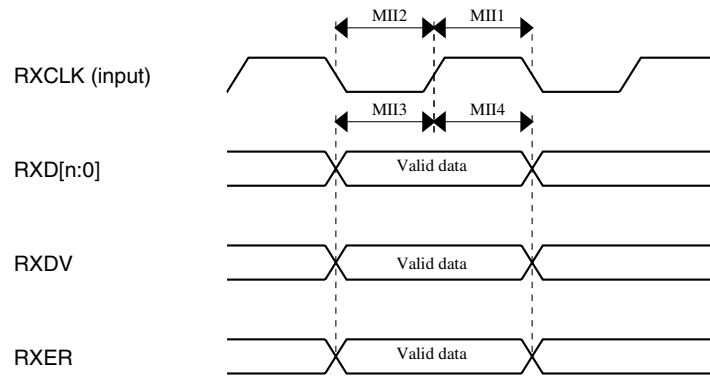 MII2 MII1
RXCLK (input)
MII3 MII4
RXD[n:0] Valid data
RXDV Valid data
RXER Valid data